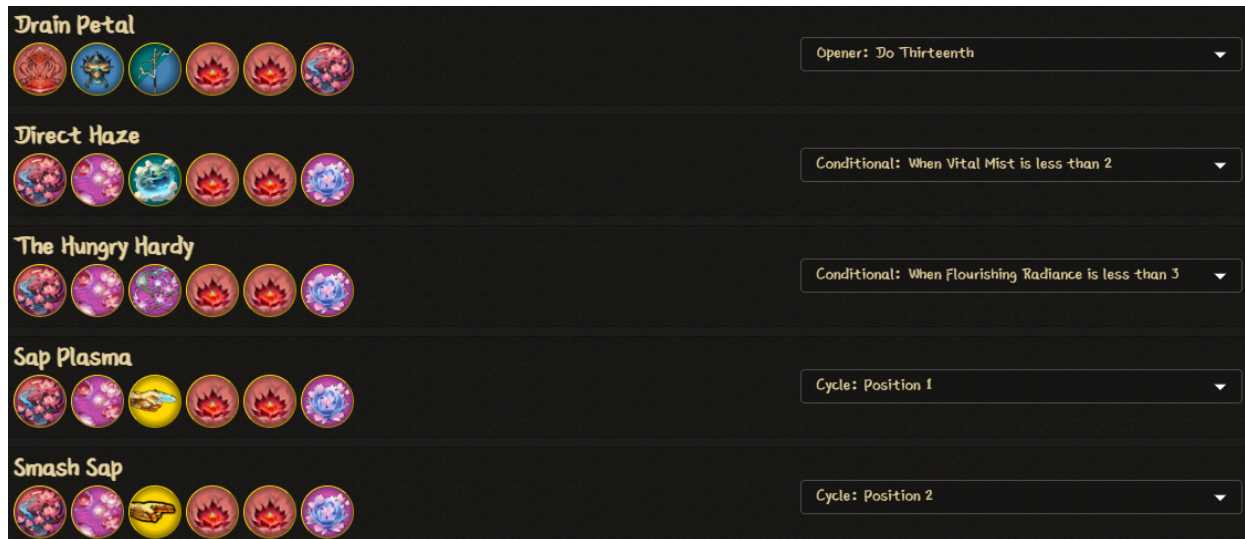 Drain Petal
Opener: Do Thirteenth
Direct Haze
Conditional: When Vital Mist is less than 2
The Hungry Hardy
Conditional: When Flourishing Radiance is less than 3
Sap Plasma
Cycle: Position 1
Smash Sap
Cycle: Position 2